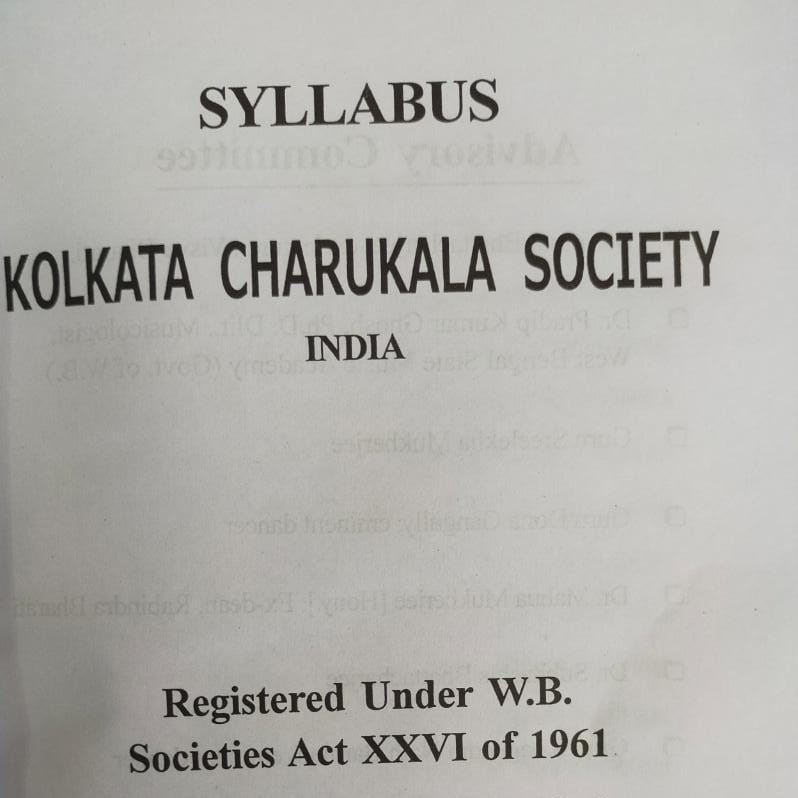 SYLLABUS
KOLKATA CHARUKALA SOCIETY
INDIA
Registered Under W.B.
Societies Act XXVI of 1961